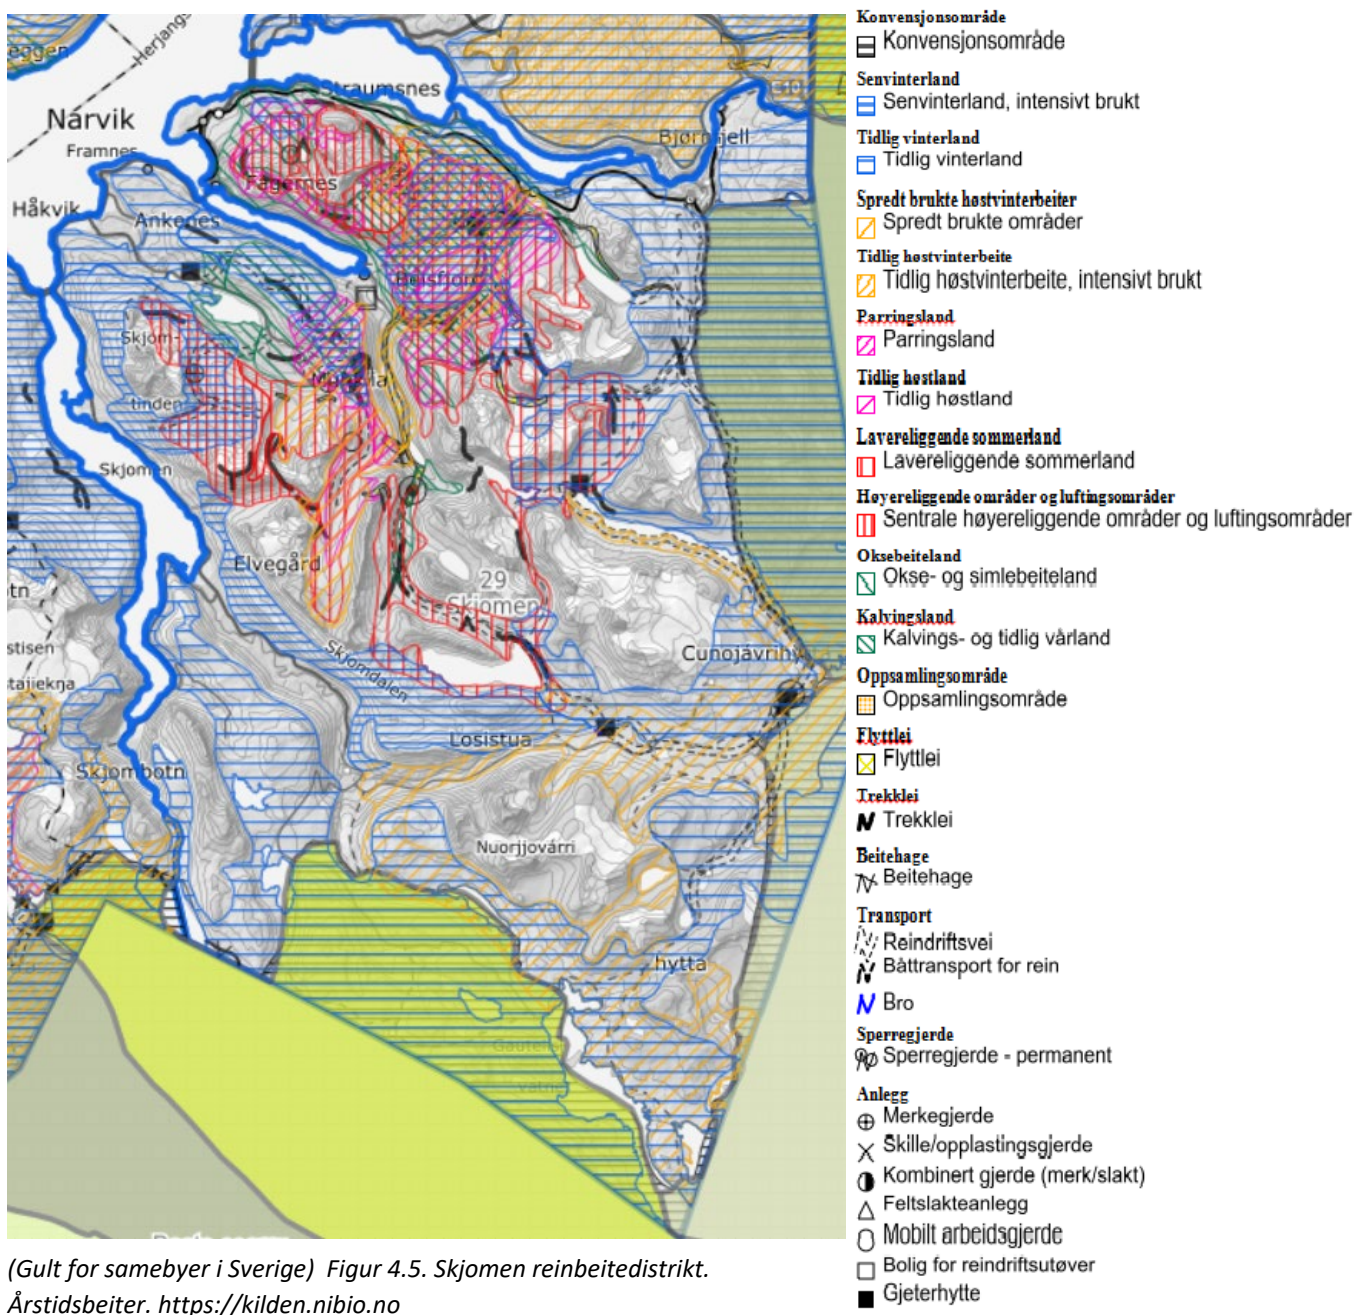 eggen
Herjangs
Straumsnes
Narvik
Framnes
Bjørnfjell
Fagernes
Håkvik
Ankenes
Beisfjord
Skjom-
tinden
Skjomen
Elvegård
29
Skjomen
tn
stisen
Skjomdalen
Cunojávrihy
tajiekna
Losistua
Skjombotn
Nuorjjovárri
hytta
Konvensjonsområde
Konvensjonsområde
Senvinterland
Senvinterland, intensivt brukt
Tidlig vinterland
Tidlig vinterland
Spredt brukte høstvinterbeiter
Spredt brukte områder
Tidlig høstvinterbeite
Tidlig høstvinterbeite, intensivt brukt
Parringsland
Parringsland
Tidlig høstland
Tidlig høstland
Lavereliggende sommerland
Lavereliggende sommerland
Høyereliggende områder og luftingsområder
Sentrale høyereliggende områder og luftingsområder
Oksebeiteland
Okse- og simlebeiteland
Kalvingsland
Kalvings- og tidlig vårland
Oppsamlingsområde
Oppsamlingsområde
Flyttlei
Flyttlei
Trekklei
Trekklei
Beitehage
Beitehage
Transport
Reindriftsvei
Båttransport for rein
Bro
Sperregjerde
Sperregjerde - permanent
Anlegg
Merkegjerde
Skille/opplastingsgjerde
Kombinert gjerde (merk/slakt)
Feltslakteanlegg
Mobilt arbeidsgjerde
Bolig for reindriftsutøver
Gjeterhytte
(Gult for samebyer i Sverige) Figur 4.5. Skjomen reinbeitedistrikt.
Årstidsbeiter. https://kilden.nibio.no